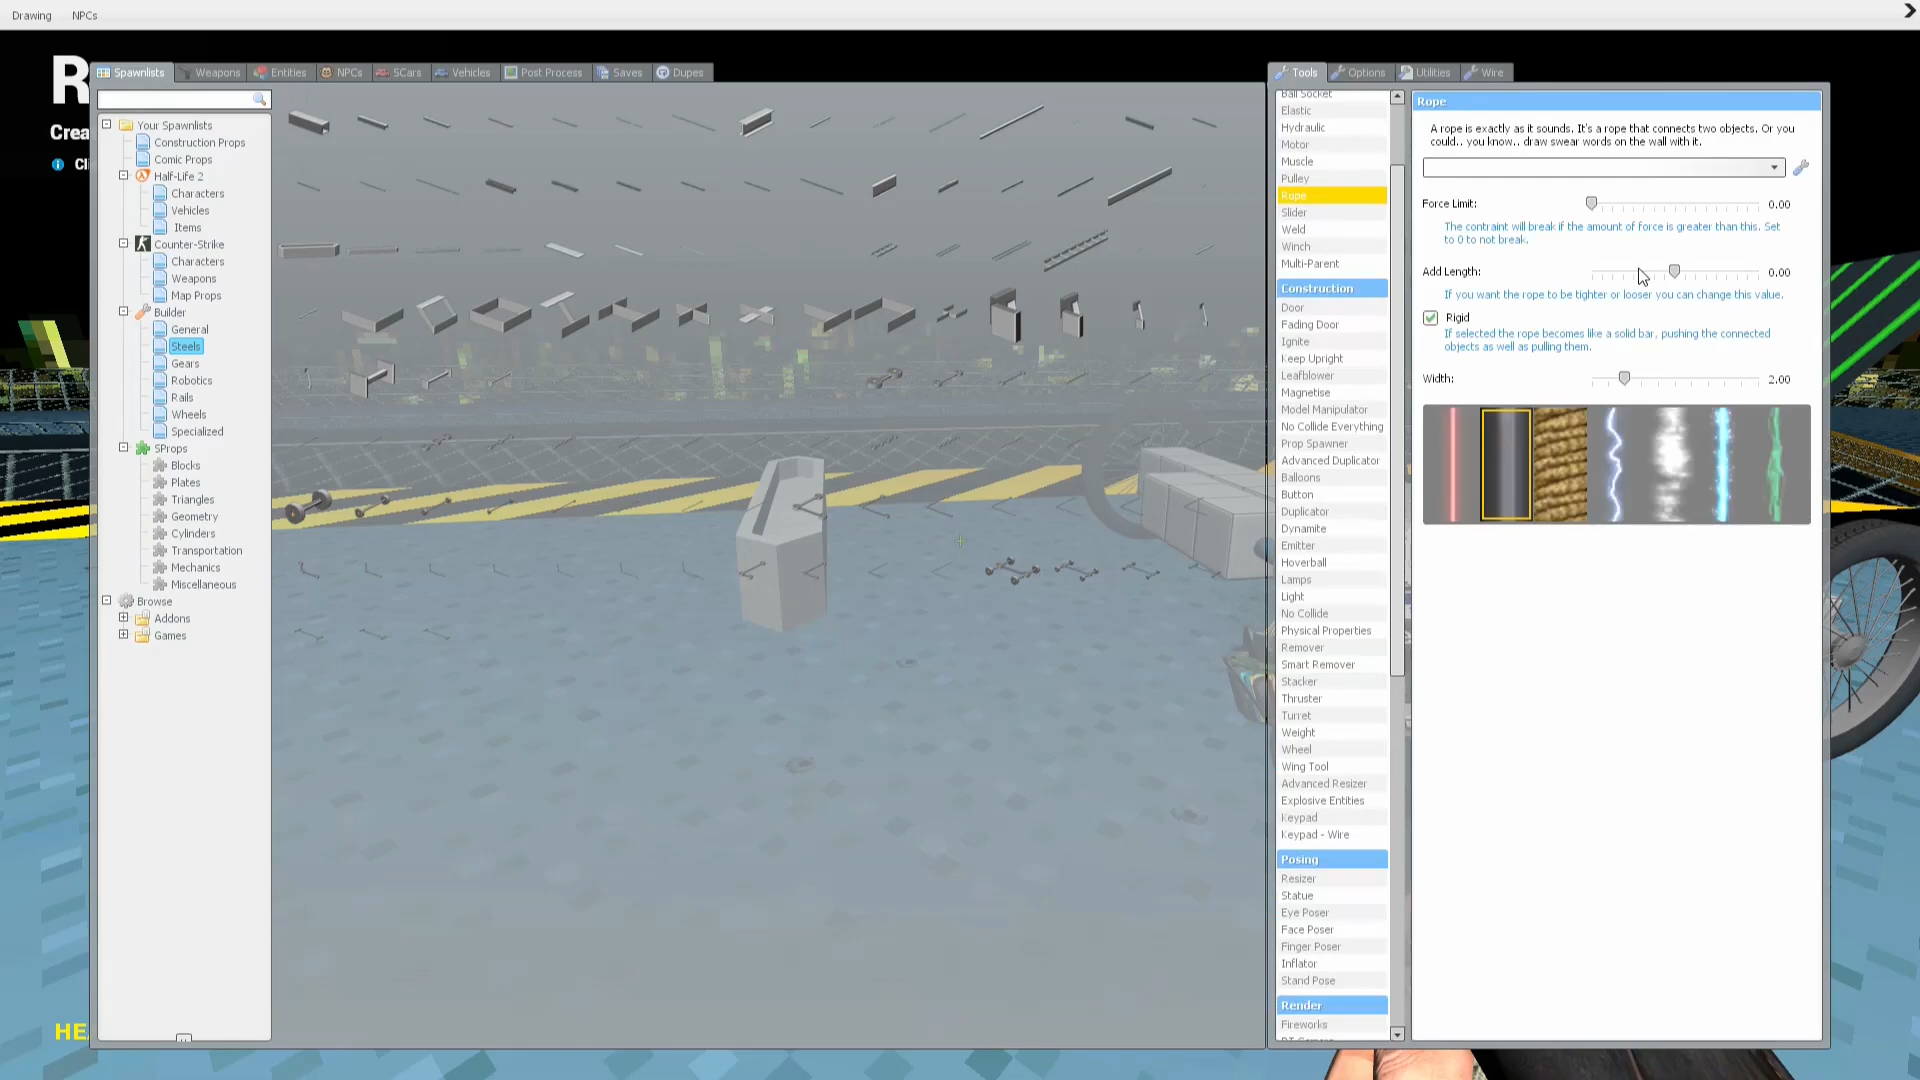 Drawing NPCs
R
Crea
Cli
HE
Spawnlists Weapons Entities NPCs SCars Vehicles Post Process Saves Dupes
Your Spawnlists
Construction Props
Comic Props
Half-Life 2
Characters
Vehicles
Items
Counter-Strike
Characters
Weapons
Map Props
Builder
General
Steels
Gears
Robotics
Rails
Wheels
Specialized
SProps
Blocks
Plates
Triangles
Geometry
Cylinders
Transportation
Mechanics
Miscellaneous
Browse
Addons
Games
Tools Options Utilities Wire
Ball Socket
Elastic
Hydraulic
Motor
Muscle
Pulley
Rope
Slider
Weld
Winch
Multi-Parent
Construction
Door
Fading Door
Ignite
Keep Upright
Leafblower
Magnetise
Model Manipulator
No Collide Everything
Prop Spawner
Advanced Duplicator
Balloons
Button
Duplicator
Dynamite
Emitter
Hoverball
Lamps
Light
No Collide
Physical Properties
Remover
Smart Remover
Stacker
Thruster
Turret
Weight
Wheel
Wing Tool
Advanced Resizer
Explosive Entities
Keypad
Keypad - Wire
Posing
Resizer
Statue
Eye Poser
Face Poser
Finger Poser
Inflator
Stand Pose
Render
Fireworks
Rope
A rope is exactly as it sounds. It's a rope that connects two objects. Or you
could.. you know.. draw swear words on the wall with it.
Force Limit: 0.00
The contraint will break if the amount of force is greater than this. Set
to 0 to not break.
Add Length: 0.00
If you want the rope to be tighter or looser you can change this value.
Rigid
If selected the rope becomes like a solid bar, pushing the connected
objects as well as pulling them.
Width: 2.00